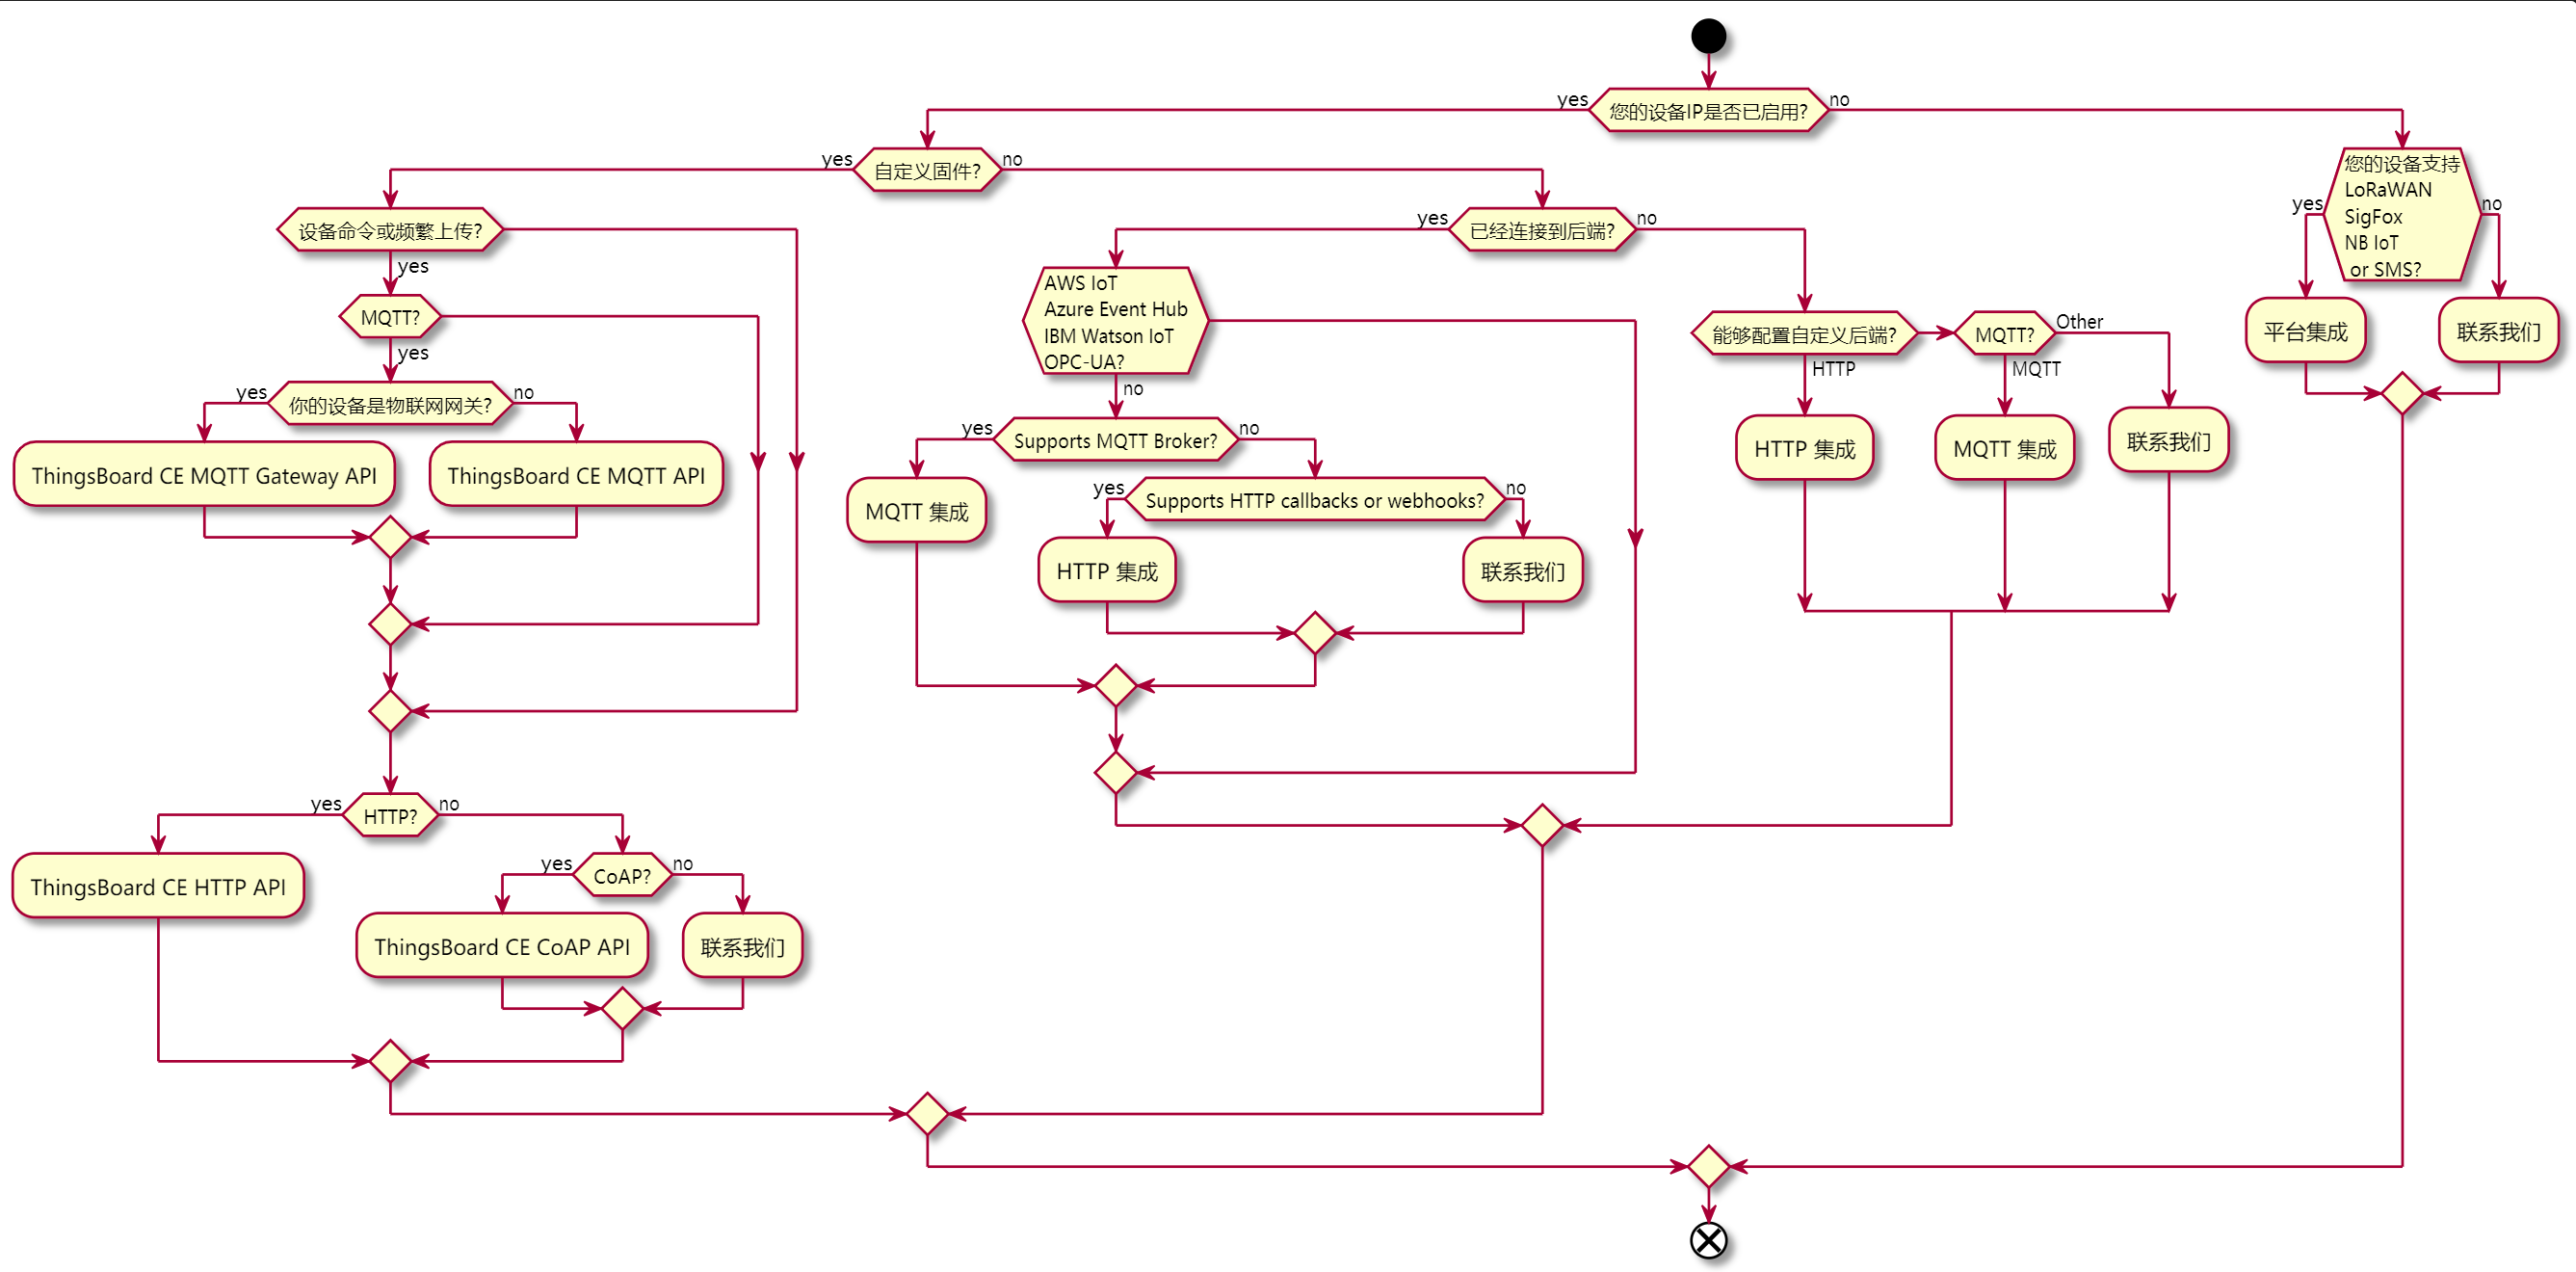 您的设备IP是否已启用?
yes
no
自定义固件?
yes
no
您的设备支持
LoRaWAN
SigFox
NB IoT
or SMS?
yes
no
设备命令或频繁上传?
yes
已经连接到后端?
yes
no
AWS IoT
Azure Event Hub
IBM Watson IoT
OPC-UA?
no
能够配置自定义后端?
HTTP
MQTT?
MQTT
Other
平台集成
联系我们
MQTT?
yes
你的设备是物联网网关?
yes
no
ThingsBoard CE MQTT Gateway API
ThingsBoard CE MQTT API
Supports MQTT Broker?
yes
no
MQTT 集成
Supports HTTP callbacks or webhooks?
yes
no
HTTP 集成
联系我们
HTTP 集成
MQTT 集成
联系我们
HTTP?
yes
no
ThingsBoard CE HTTP API
CoAP?
yes
no
ThingsBoard CE CoAP API
联系我们